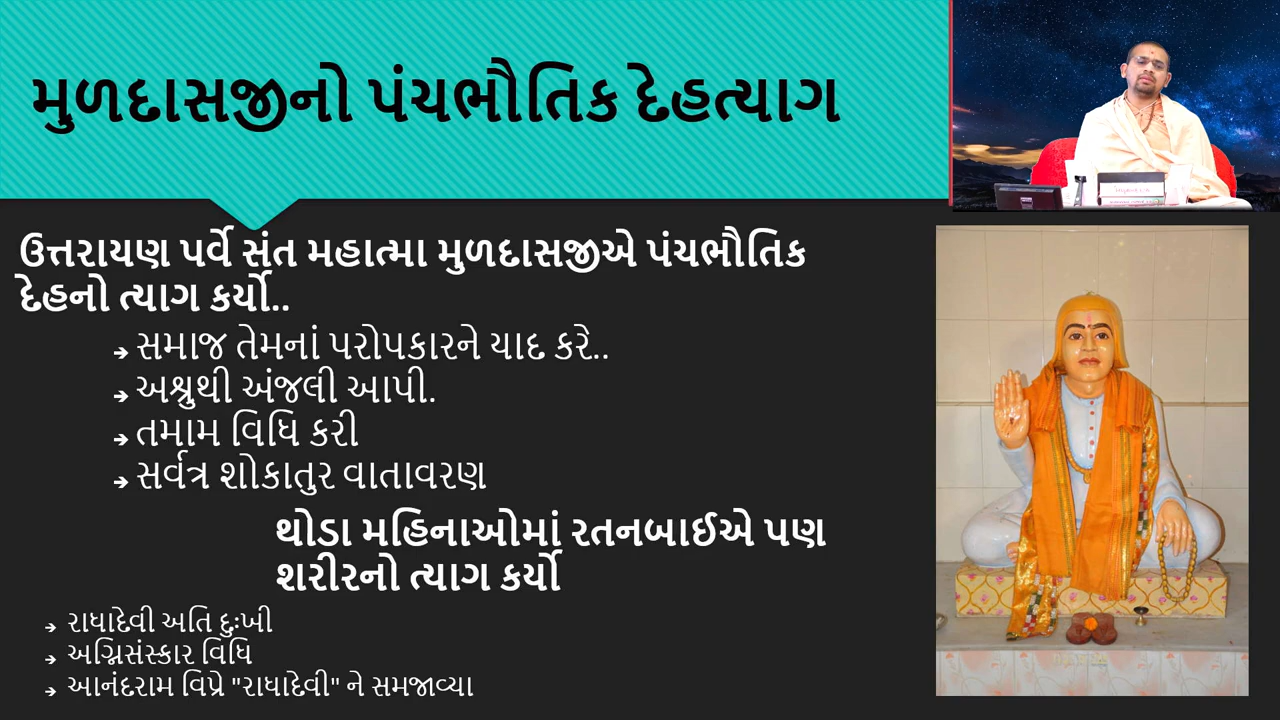 મુળદાસજીનો પંચભૌતિક દેહત્યાગ
ઉત્તરાયણ પર્વે સંત મહાત્મા મુળદાસજીએ પંચભૌતિક
દેહનો ત્યાગ કર્યો..
સમાજ તેમનાં પરોપકારને યાદ કરે..
અશ્રુથી અંજલી આપી.
તમામ વિધિ કરી
સર્વત્ર શોકાતુર વાતાવરણ
થોડા મહિનાઓમાં રતનબાઈએ પણ
શરીરનો ત્યાગ કર્યો
રાધાદેવી અતિ દુઃખી
અગ્નિસંસ્કાર વિધિ
આનંદરામ વિપ્રે "રાધાદેવી" ને સમજાવ્યા